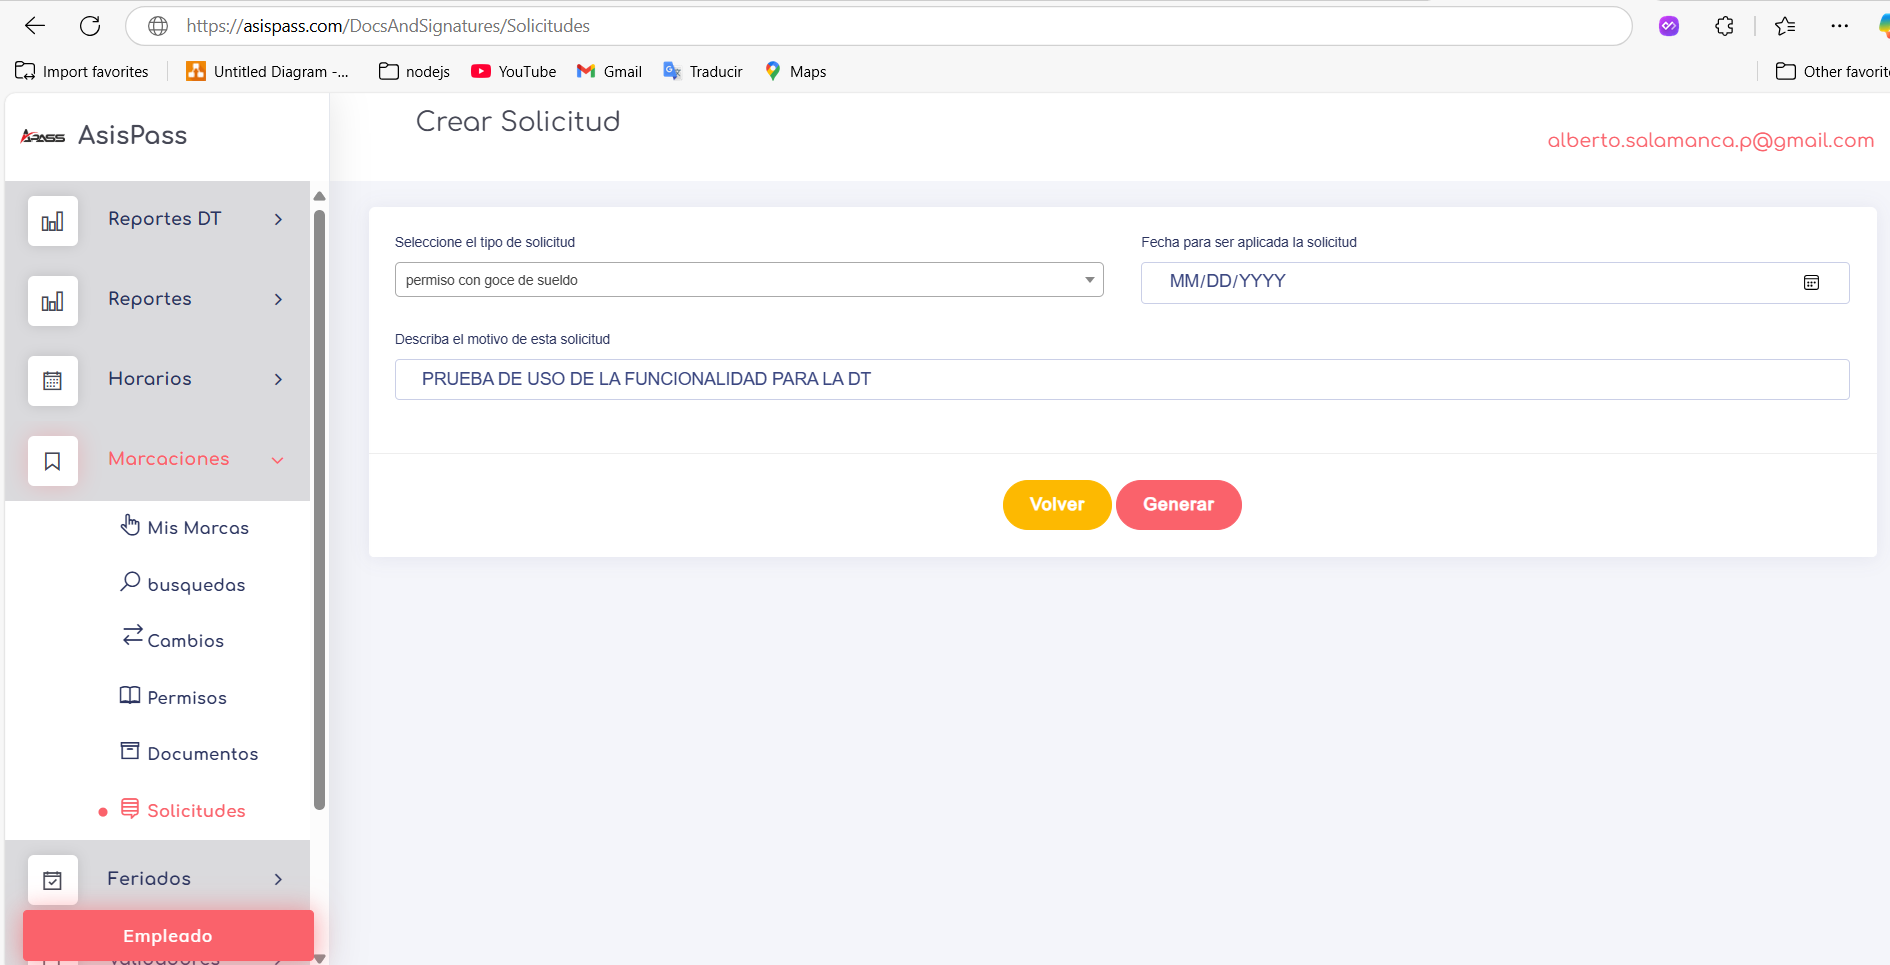 https://asispass.com/DocsAndSignatures/Solicitudes
Import favorites
Untitled Diagram -...
nodejs
YouTube
Gmail
Traducir
Maps
Other favorit
APASS AsisPass
Crear Solicitud
alberto.salamanca.p@gmail.com
Reportes DT
Reportes
Horarios
Marcaciones
Mis Marcas
busquedas
Cambios
Permisos
Documentos
Solicitudes
Feriados
Empleado
Validadores
Seleccione el tipo de solicitud
permiso con goce de sueldo
Fecha para ser aplicada la solicitud
MM/DD/YYYY
Describa el motivo de esta solicitud
PRUEBA DE USO DE LA FUNCIONALIDAD PARA LA DT
Volver
Generar